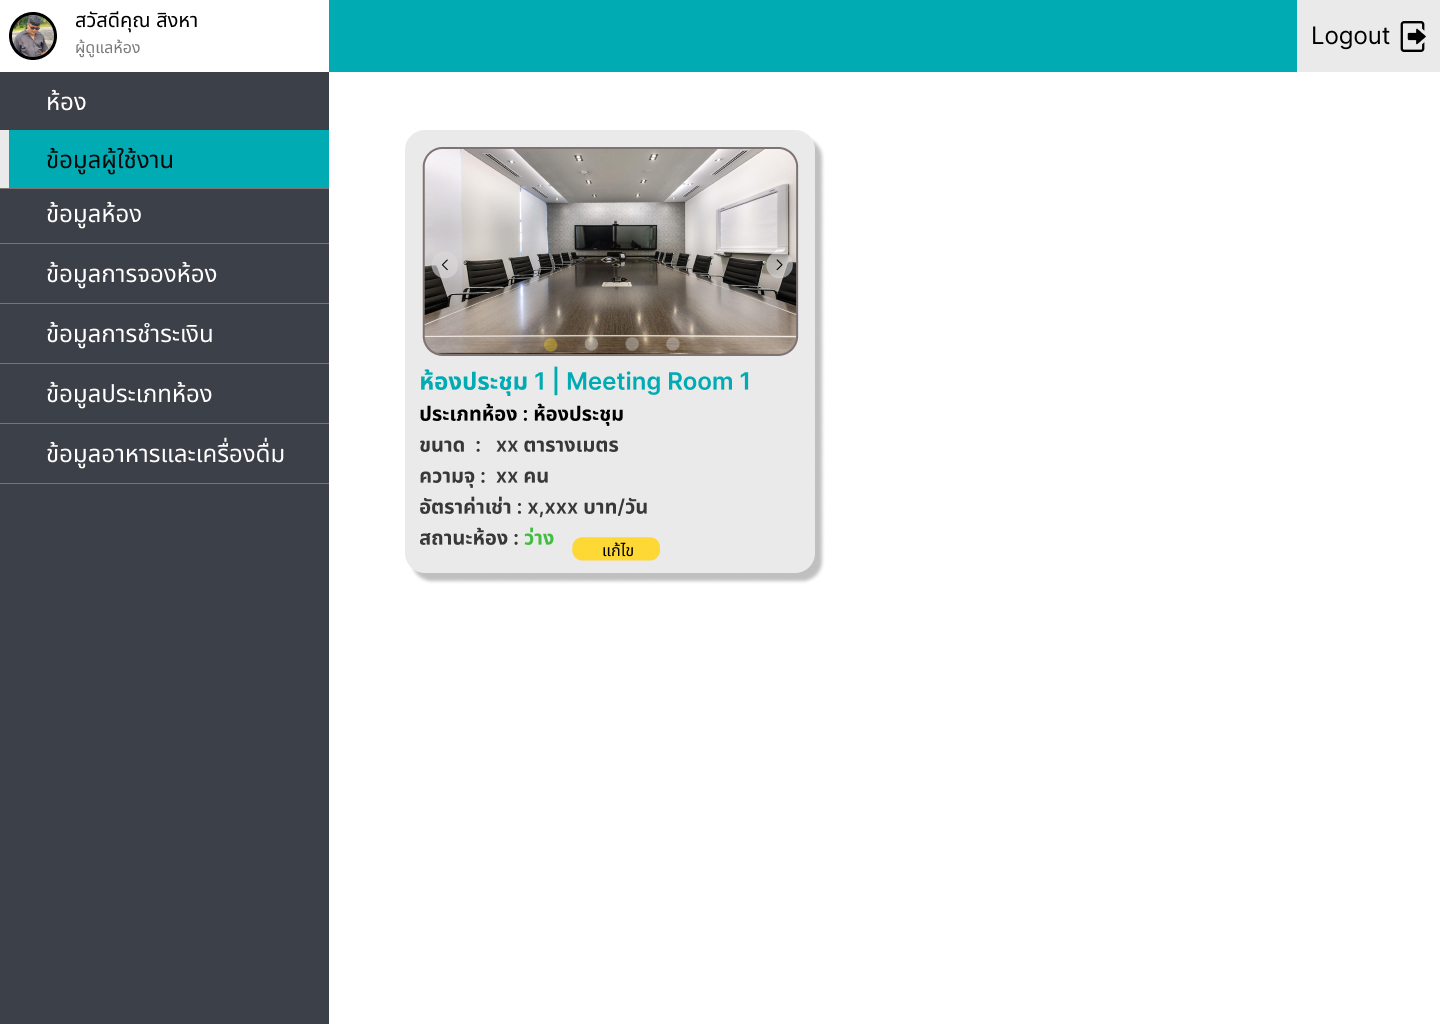 สวัสดีคุณ สิงหา
ผู้ดูแลห้อง
Logout
ห้อง
ข้อมูลผู้ใช้งาน
ข้อมูลห้อง
ข้อมูลการจองห้อง
ข้อมูลการชำระเงิน
ข้อมูลประเภทห้อง
ข้อมูลอาหารและเครื่องดื่ม
ห้องประชุม 1 | Meeting Room 1
ประเภทห้อง : ห้องประชุม
ขนาด : xx ตารางเมตร
ความจุ : xx คน
อัตราค่าเช่า : x,xxx บาท/วัน
สถานะห้อง : ว่าง
แก้ไข